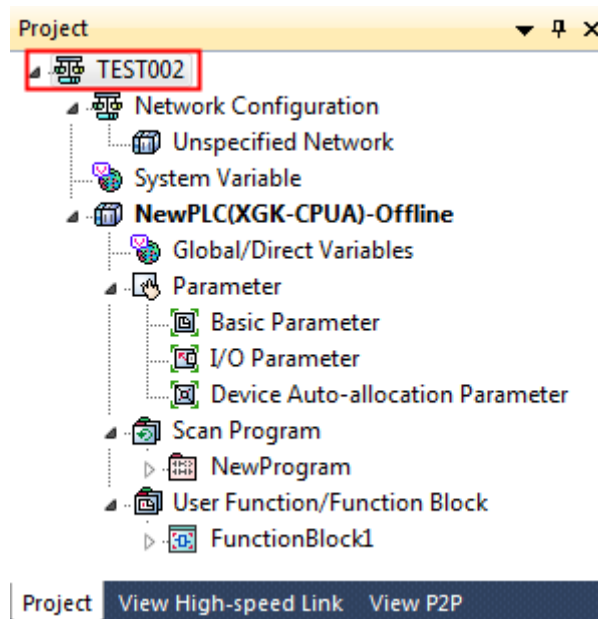 Project
TEST002
Network Configuration
Unspecified Network
System Variable
NewPLC(XGK-CPUA)-Offline
Global/Direct Variables
Parameter
Basic Parameter
I/O Parameter
Device Auto-allocation Parameter
Scan Program
NewProgram
User Function/Function Block
FunctionBlock1
Project View High-speed Link View P2P